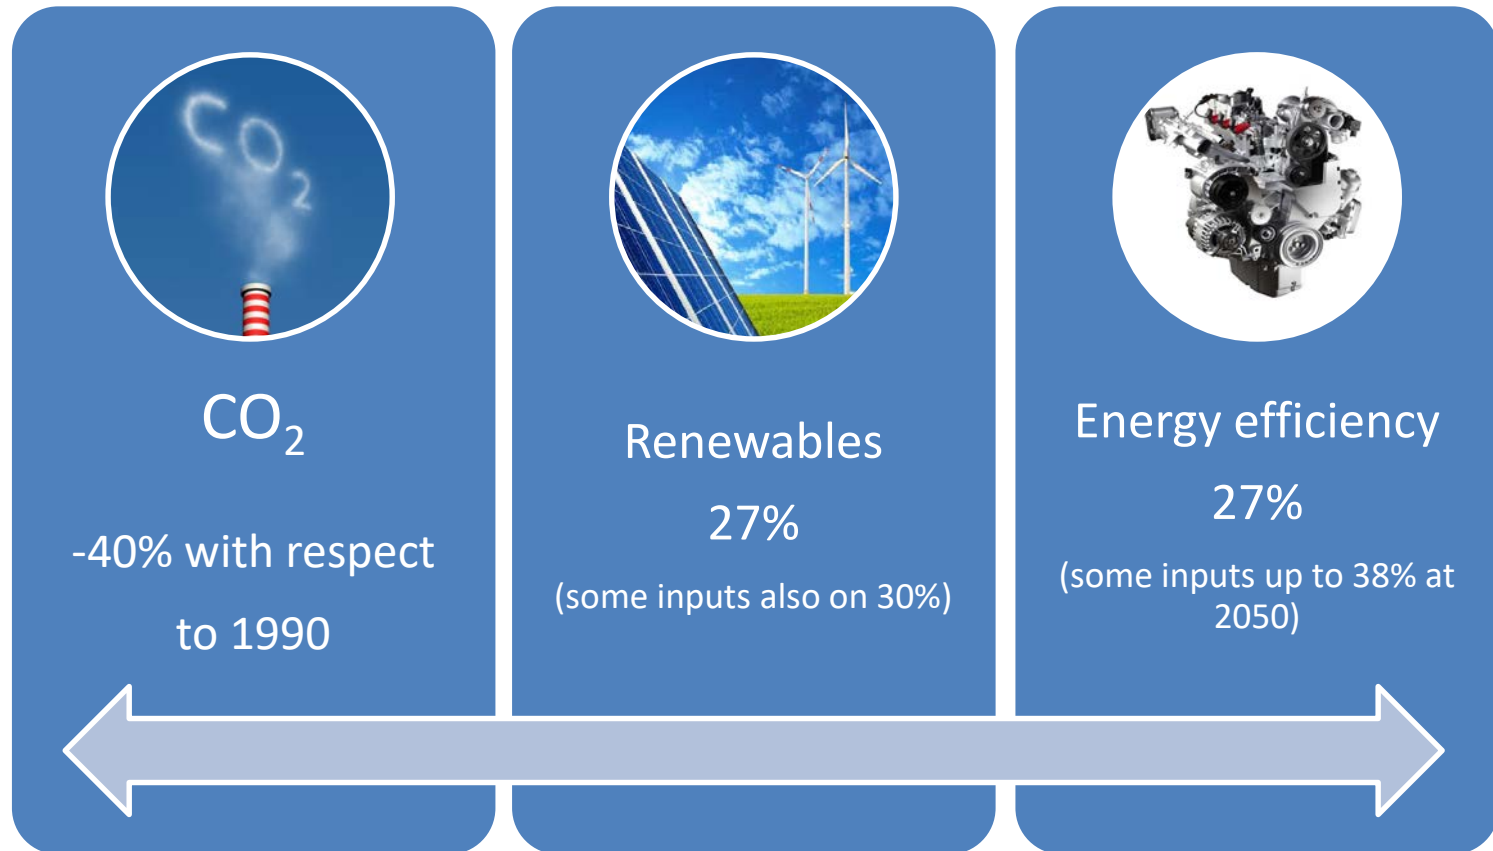 CO₂
CO₂
-40% with respect
to 1990
Renewables
27%
(some inputs also on 30%)
Energy efficiency
27%
(some inputs up to 38% at
2050)